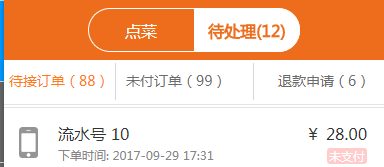 点菜 待处理(12)
待接订单（88） 未付订单（99） 退款申请（6）
流水号 10 ¥ 28.00
下单时间: 2017-09-29 17:31 未支付